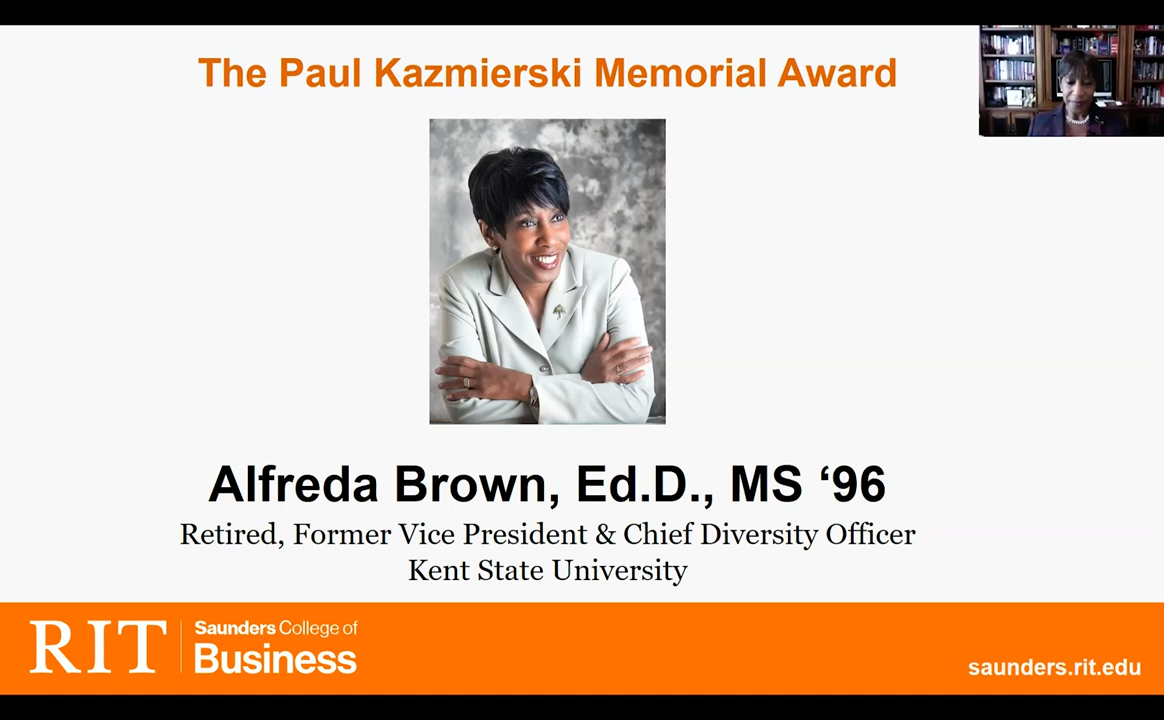 The Paul Kazmierski Memorial Award
Alfreda Brown, Ed.D., MS ‘96
Retired, Former Vice President & Chief Diversity Officer
Kent State University
RIT
Saunders College of
Business
saunders.rit.edu